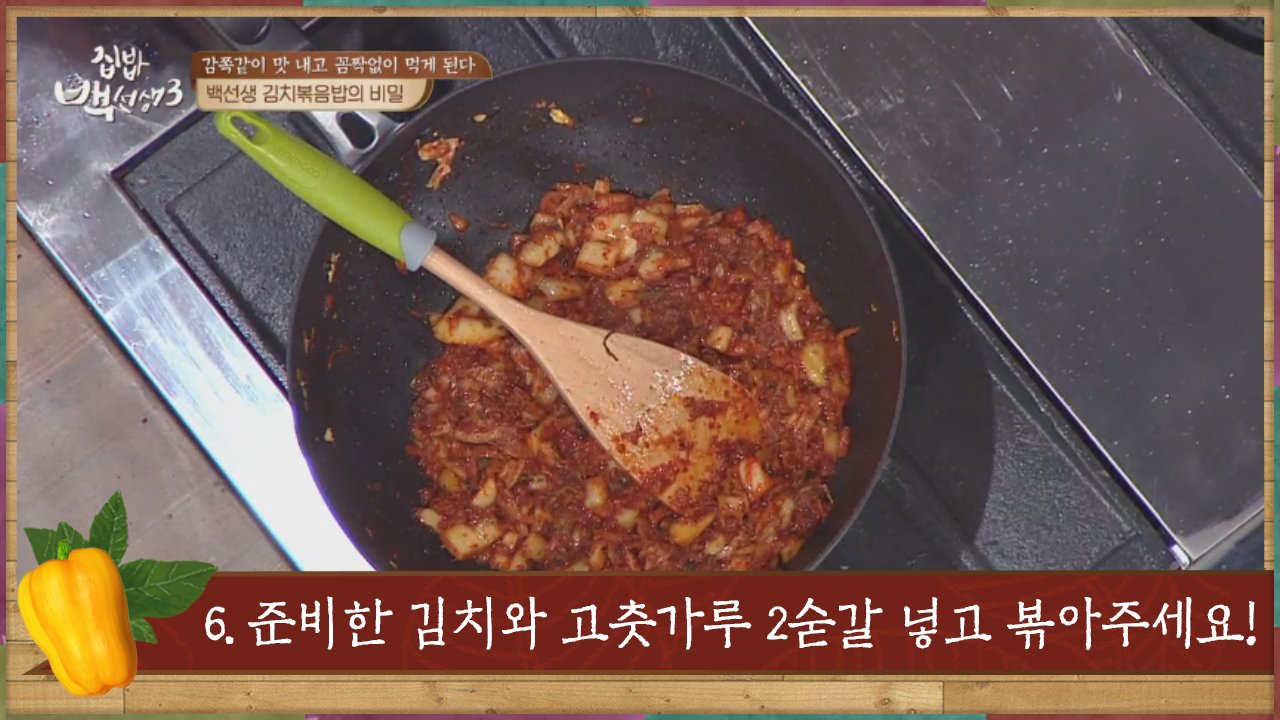 집밥
백선생3
감쪽같이 맛 내고 꼼짝없이 먹게 된다
백선생 김치볶음밥의 비밀
6. 준비한 김치와 고춧가루 2숟갈 넣고 볶아주세요!